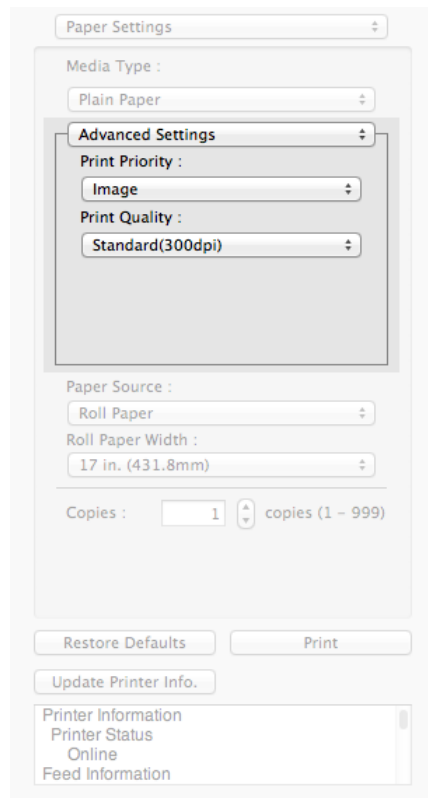 Paper Settings
Media Type :
Plain Paper
Advanced Settings
Print Priority :
Image
Print Quality :
Standard(300dpi)
Paper Source :
Roll Paper
Roll Paper Width :
17 in. (431.8mm)
Copies : 1 copies (1 – 999)
Restore Defaults Print
Update Printer Info.
Printer Information
Printer Status
Online
Feed Information